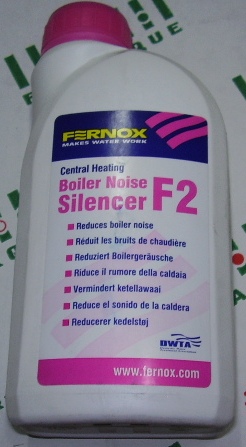 FERNOX
MAKES WATER WORK
Central Heating
Boiler Noise
Silencer F2
Reduces boiler noise
Réduit les bruits de chaudière
Reduziert Boilergeräusche
Riduce il rumore della caldaia
Vermindert ketellawaai
Reduce el sonido de la caldera
Reducerer kedelstøj
DWTA
www.fernox.com